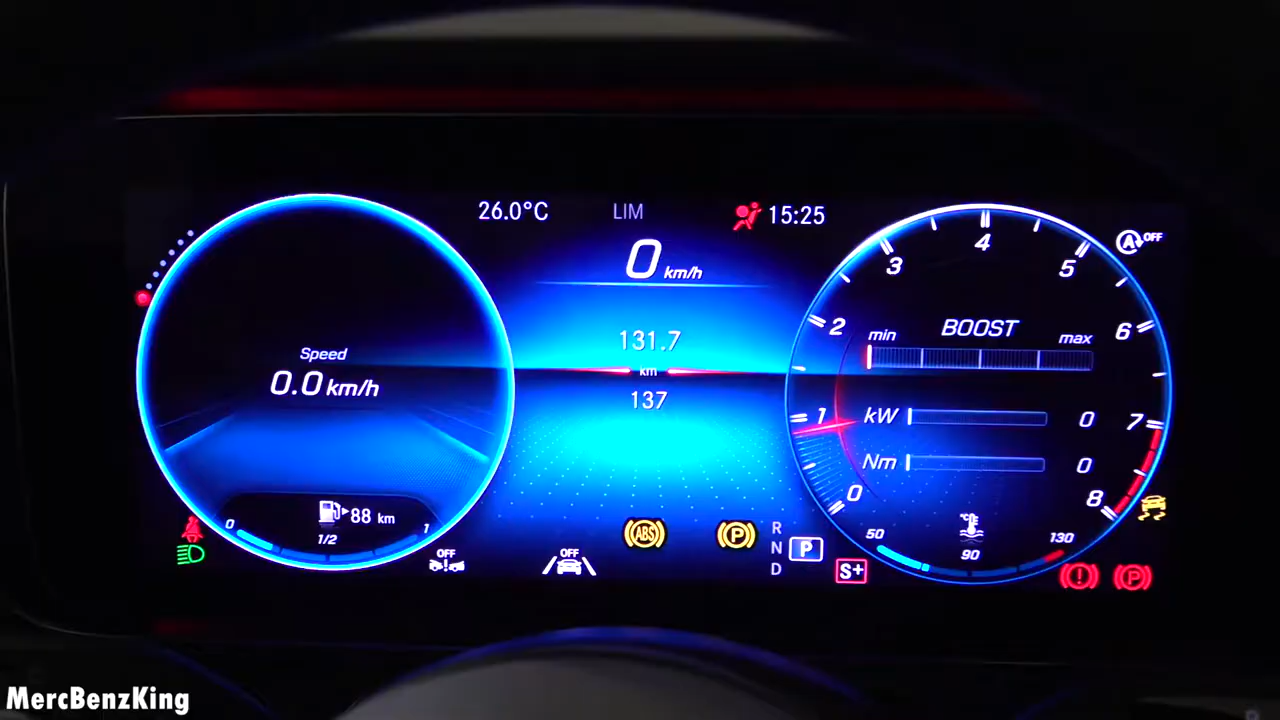 26.0°C
LIM
15:25
0 km/h
131.7
km
137
Speed
0.0 km/h
88 km
0
1/2
1
OFF
OFF
ABS
P
R
N
D
P
S+
A OFF
0
1
2
3
4
5
6
7
8
BOOST
min
max
kW
0
Nm
0
°C
50
90
130
!
P
MercBenzKing